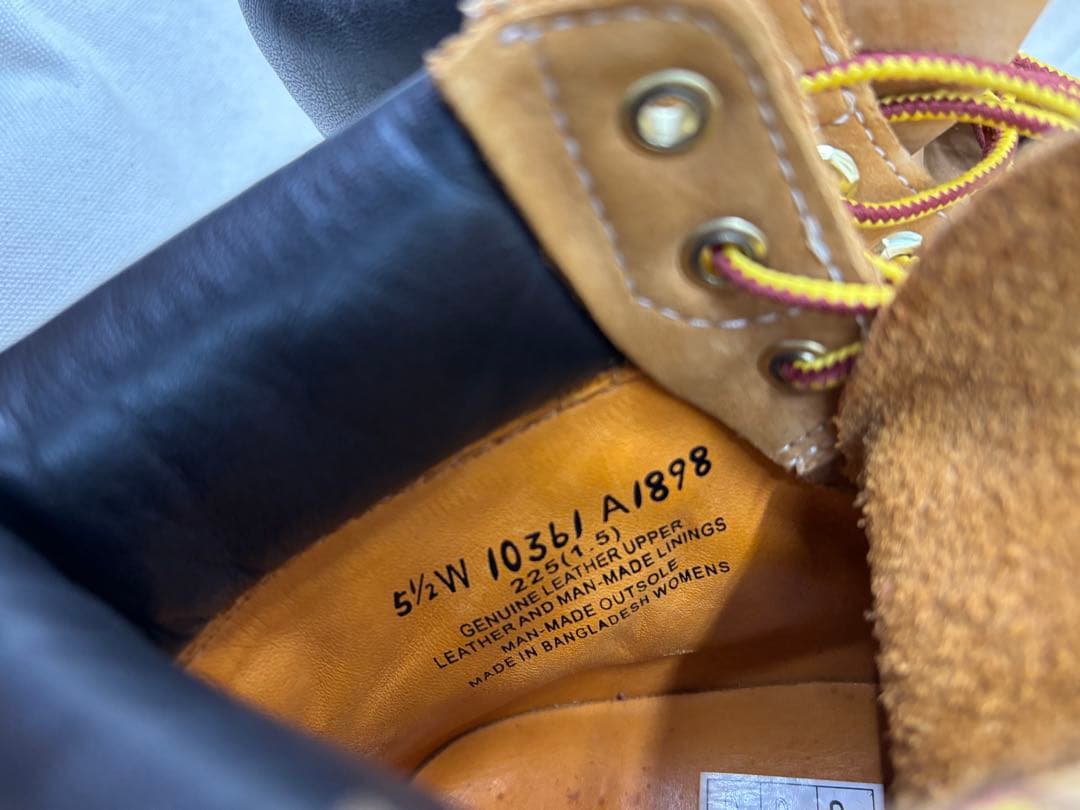 5½W 10361 A1898
225(1.5)
GENUINE LEATHER UPPER
LEATHER AND MAN-MADE LININGS
MAN-MADE OUTSOLE
MADE IN BANGLADESH WOMENS